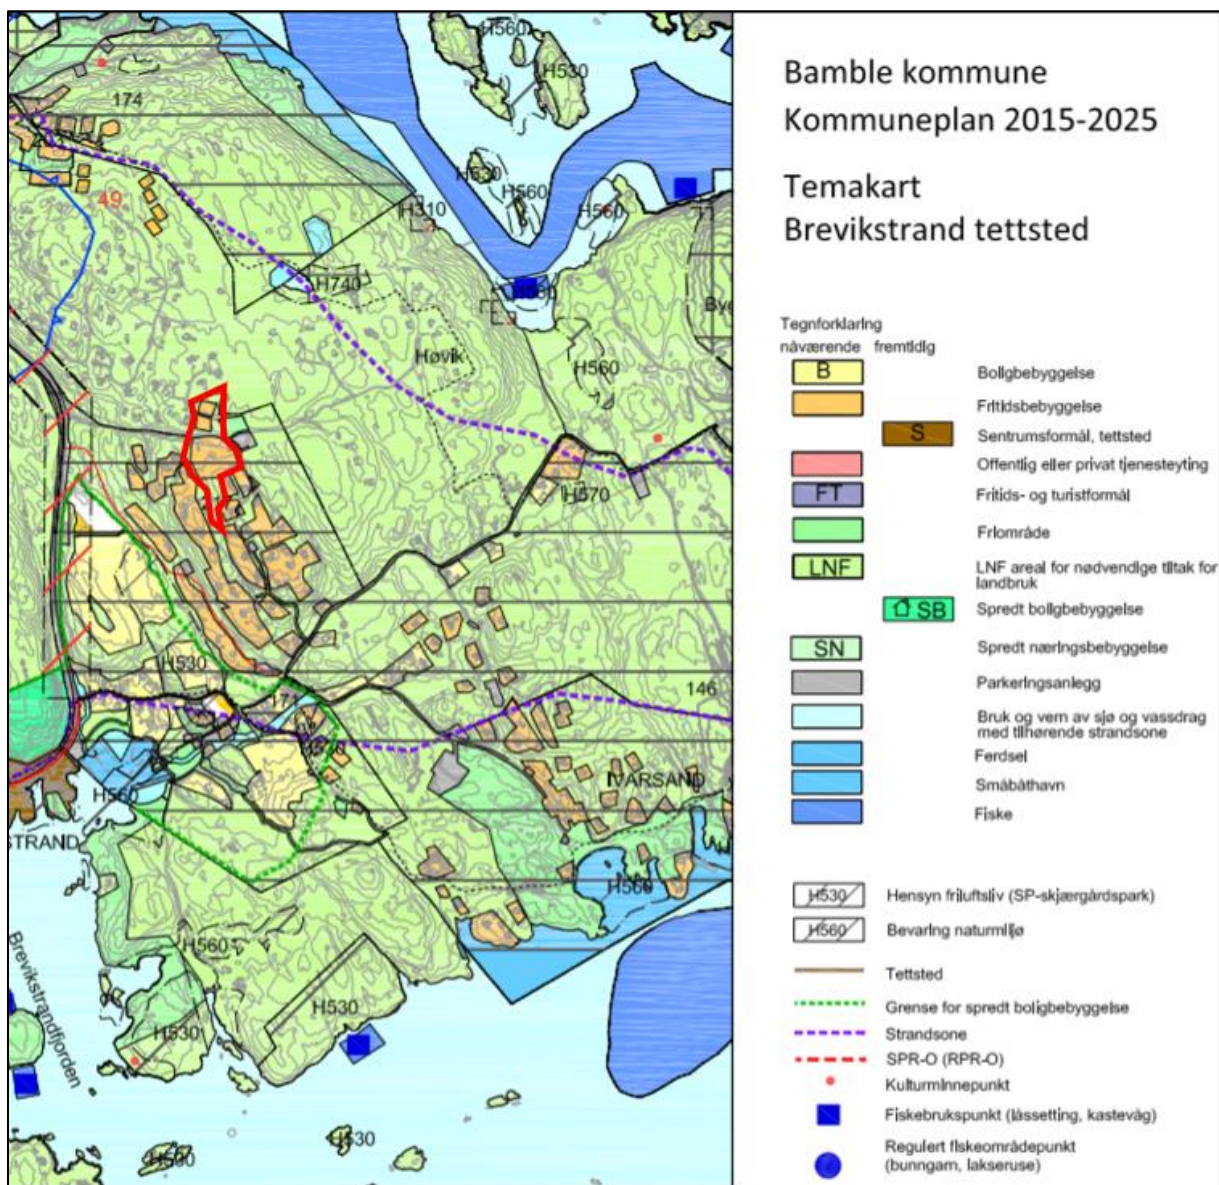 Bamble kommune
Kommuneplan 2015-2025
Temakart
Brevikstrand tettsted
Tegnforklaring
nåværende fremtidig
B Boligbebyggelse
Fritidsbebyggelse
S Sentrumsformål, tettsted
Offentlig eller privat tjenesteyting
FT Fritids- og turistformål
Friområde
LNF LNF areal for nødvendige tiltak for
landbruk
SB Spredt boligbebyggelse
SN Spredt næringsbebyggelse
Parkeringsanlegg
Bruk og vern av sjø og vassdrag
med tilhørende strandsone
Ferdsel
Småbåthavn
Fiske
H530 Hensyn friluftsliv (SP-skjærgårdspark)
H560 Bevaring naturmiljø
Tettsted
Grense for spredt boligbebyggelse
Strandsone
SPR-O (RPR-O)
Kulturminnepunkt
Fiskebrukspunkt (låssetting, kastevåg)
Regulert fiskeområdepunkt
(bunngarn, lakseruse)
H560
H530
174
H530
H560
49
H310
H560
H740
H560
Byg
Høvik
H560
H570
H530
146
IVARSAND
H560
STRAND
H560
H560
Brevikstrandfjorden
H530
H530
H530